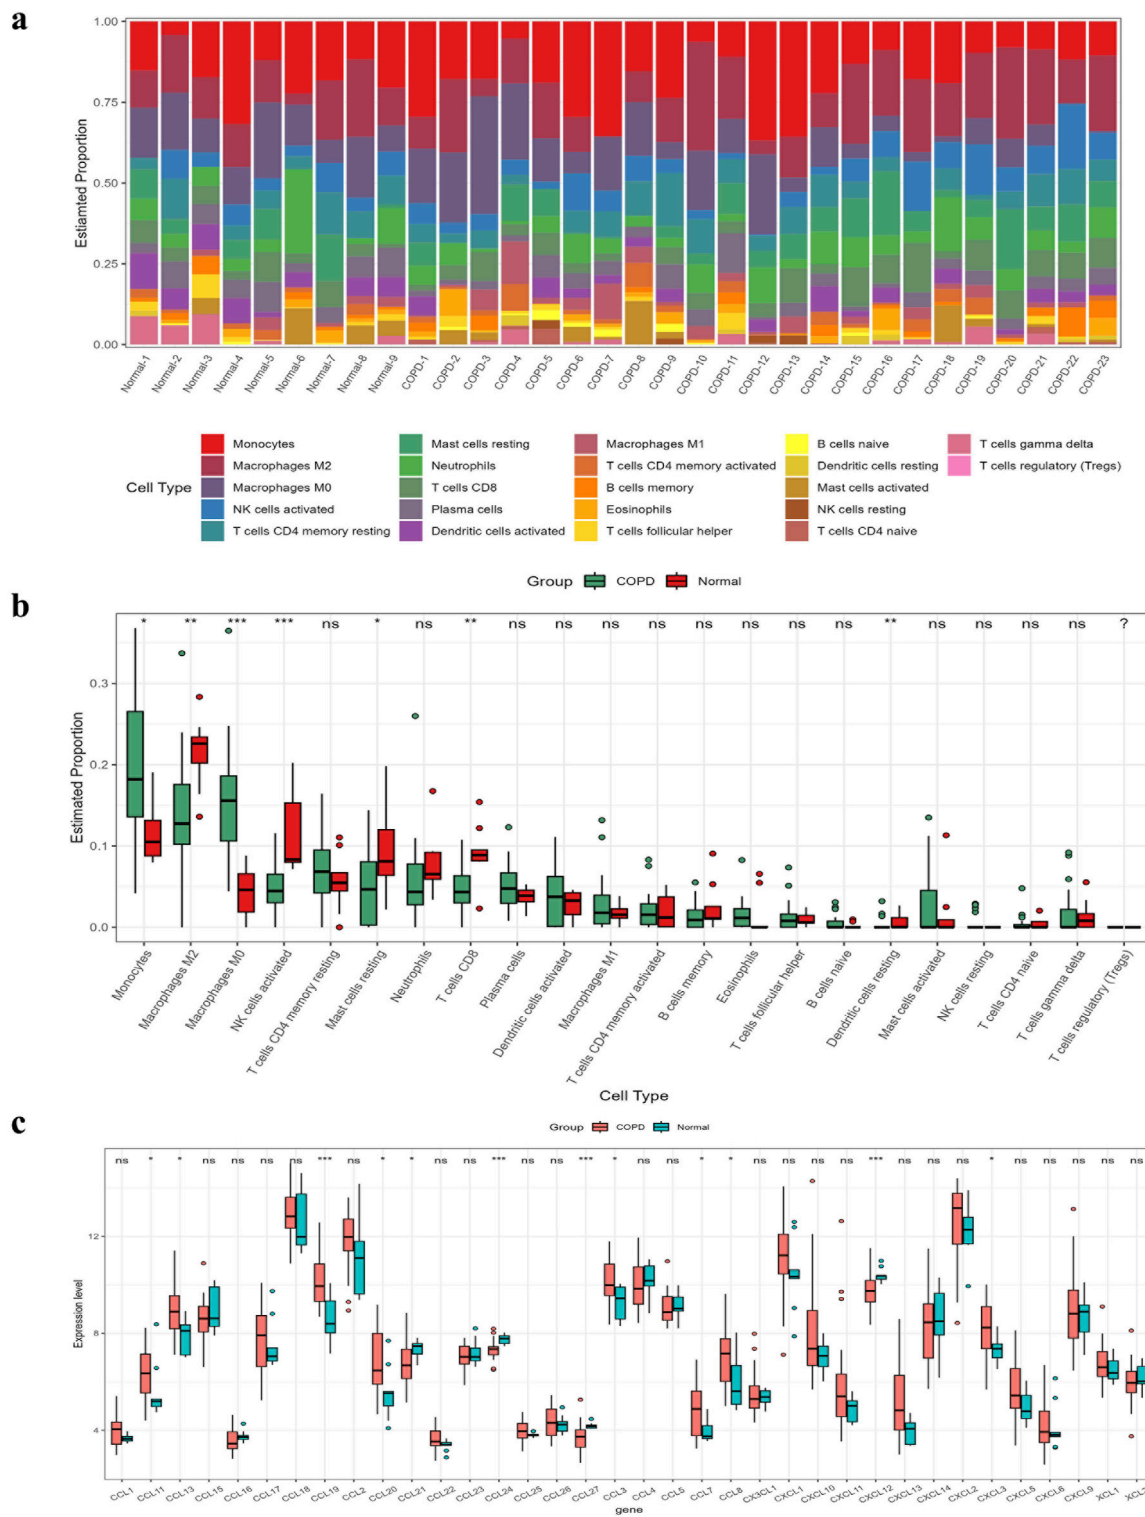 a
1.00
0.75
0.50
0.25
0.00
Estiamted Proportion
Normal-1 Normal-2 Normal-3 Normal-4 Normal-5 Normal-6 Normal-7 Normal-8 Normal-9 COPD-1 COPD-2 COPD-3 COPD-4 COPD-5 COPD-6 COPD-7 COPD-8 COPD-9 COPD-10 COPD-11 COPD-12 COPD-13 COPD-14 COPD-15 COPD-16 COPD-17 COPD-18 COPD-19 COPD-20 COPD-21 COPD-22 COPD-23
Cell Type
Monocytes
Macrophages M2
Macrophages M0
NK cells activated
T cells CD4 memory resting
Mast cells resting
Neutrophils
T cells CD8
Plasma cells
Dendritic cells activated
Macrophages M1
T cells CD4 memory activated
B cells memory
Eosinophils
T cells follicular helper
B cells naive
Dendritic cells resting
Mast cells activated
NK cells resting
T cells CD4 naive
T cells gamma delta
T cells regulatory (Tregs)
Group COPD Normal
b
* ** *** *** ns * ns ** ns ns ns ns ns ns ns ns ** ns ns ns ns ?
0.3
0.2
0.1
0.0
Estimated Proportion
Monocytes
Macrophages M2
Macrophages M0
NK cells activated
T cells CD4 memory resting
Mast cells resting
Neutrophils
T cells CD8
Plasma cells
Dendritic cells activated
Macrophages M1
T cells CD4 memory activated
B cells memory
Eosinophils
T cells follicular helper
B cells naive
Dendritic cells resting
Mast cells activated
NK cells resting
T cells CD4 naive
T cells gamma delta
T cells regulatory (Tregs)
Cell Type
c
Group COPD Normal
ns * * ns ns ns ns *** ns * * ns ns *** ns ns *** * ns ns * * ns ns ns ns *** ns ns ns * ns ns ns ns ns
12
8
4
Expression level
CCL1 CCL11 CCL13 CCL15 CCL16 CCL17 CCL18 CCL19 CCL2 CCL20 CCL21 CCL22 CCL23 CCL24 CCL25 CCL26 CCL27 CCL3 CCL4 CCL5 CCL7 CCL8 CX3CL1 CXCL1 CXCL10 CXCL11 CXCL12 CXCL13 CXCL14 CXCL2 CXCL3 CXCL5 CXCL6 CXCL9 XCL1
gene